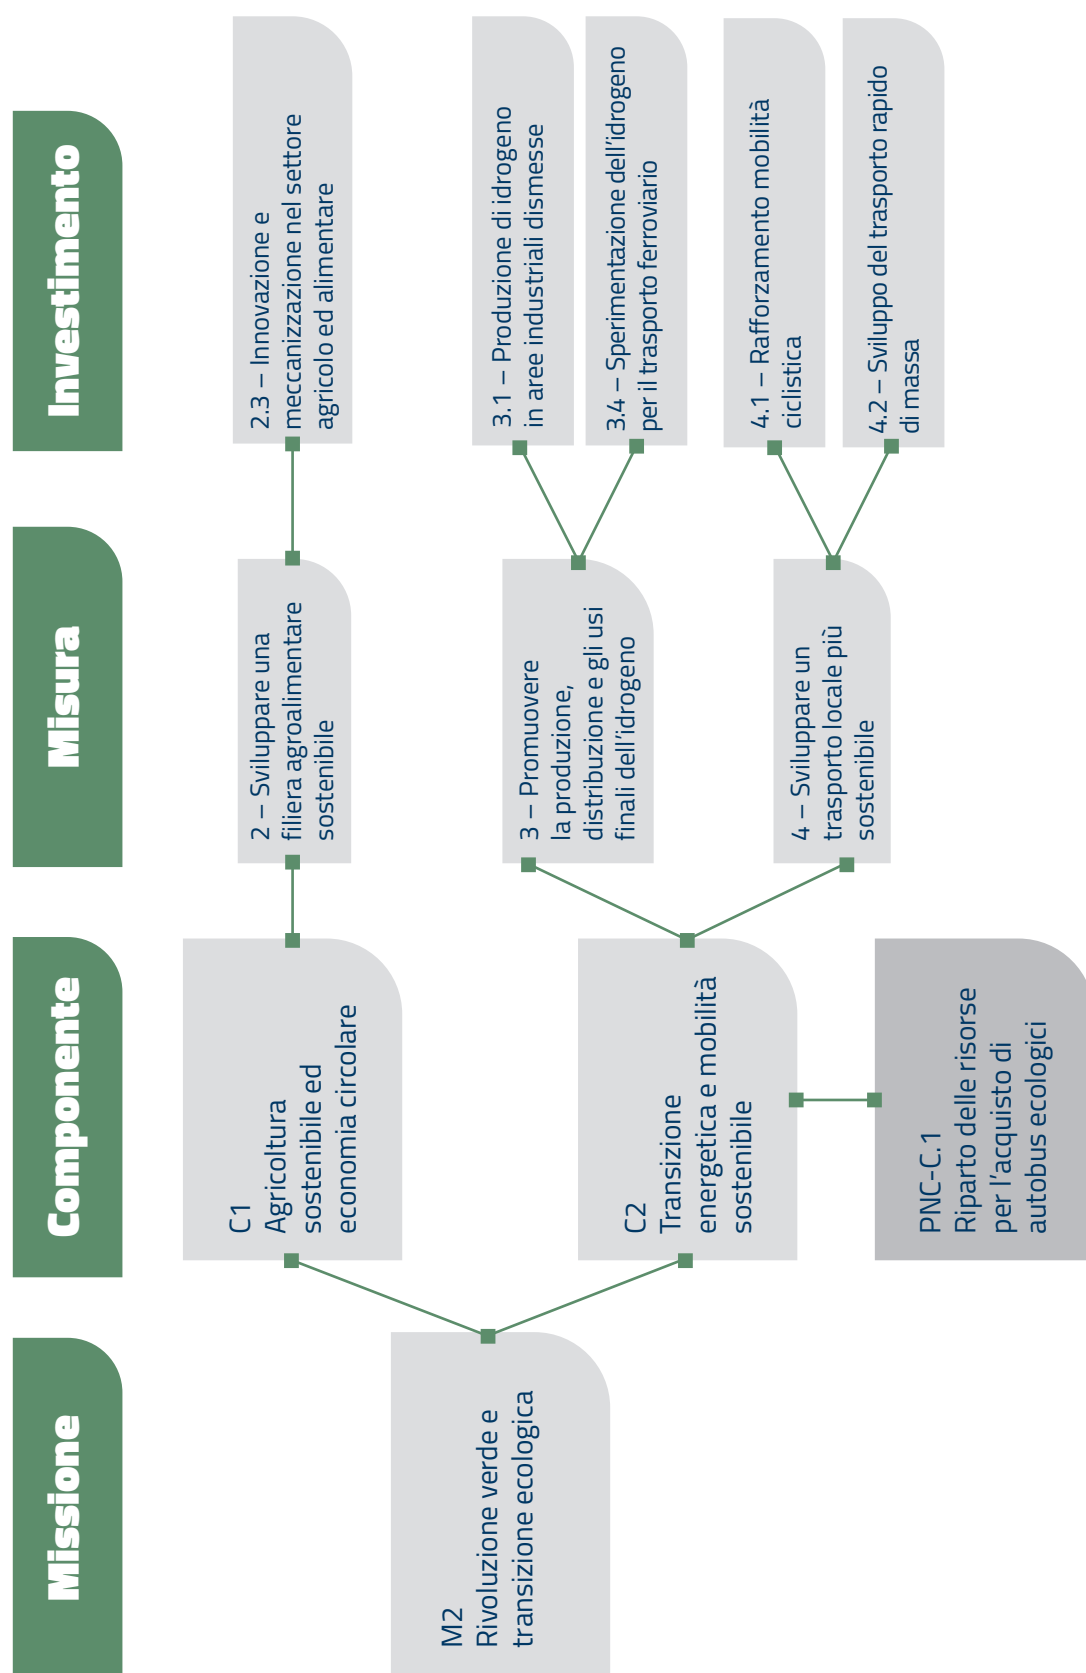 Missione
Componente
Misura
Investimento
M2
Rivoluzione verde e
transizione ecologica
C1
Agricoltura
sostenibile ed
economia circolare
2 – Sviluppare una
filiera agroalimentare
sostenibile
2.3 – Innovazione e
meccanizzazione nel settore
agricolo ed alimentare
C2
Transizione
energetica e mobilità
sostenibile
3 – Promuovere
la produzione,
distribuzione e gli usi
finali dell'idrogeno
3.1 – Produzione di idrogeno
in aree industriali dismesse
3.4 – Sperimentazione dell'idrogeno
per il trasporto ferroviario
4 – Sviluppare un
trasporto locale più
sostenibile
4.1 – Rafforzamento mobilità
ciclistica
4.2 – Sviluppo del trasporto rapido
di massa
PNC-C.1
Riparto delle risorse
per l'acquisto di
autobus ecologici